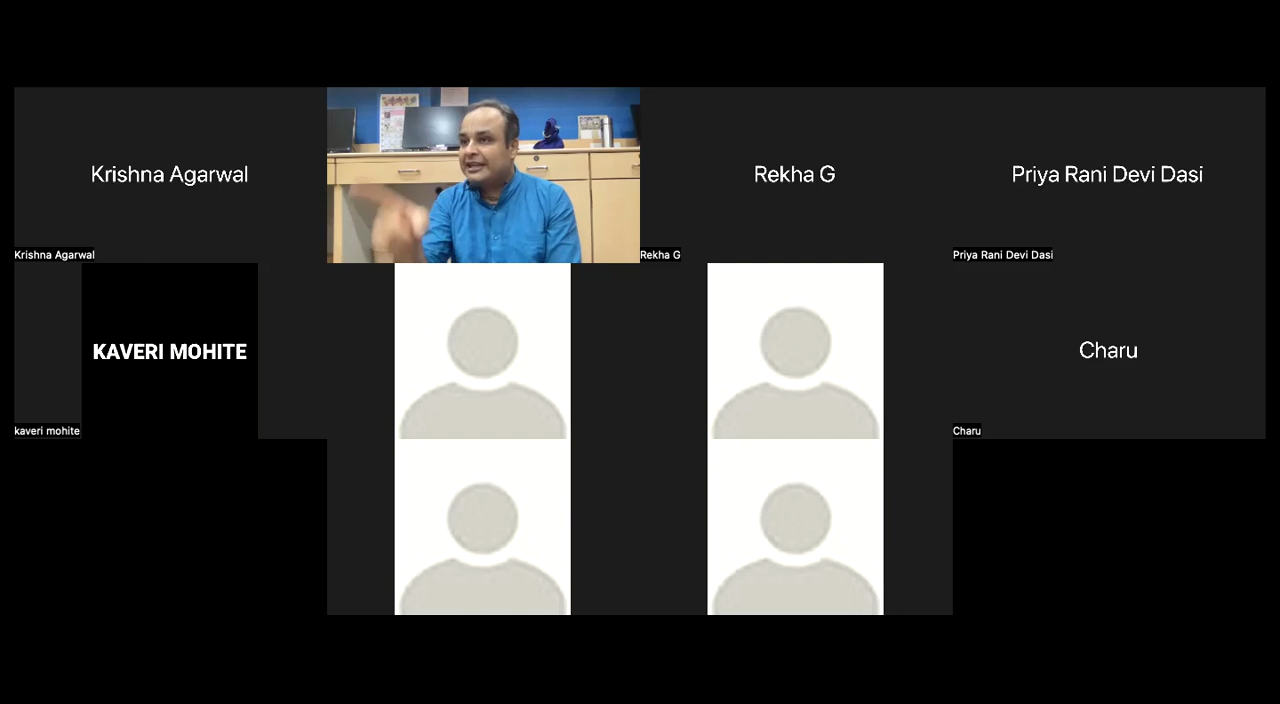 Krishna Agarwal
Krishna Agarwal
Rekha G
Rekha G
Priya Rani Devi Dasi
Priya Rani Devi Dasi
KAVERI MOHITE
kaveri mohite
Charu
Charu